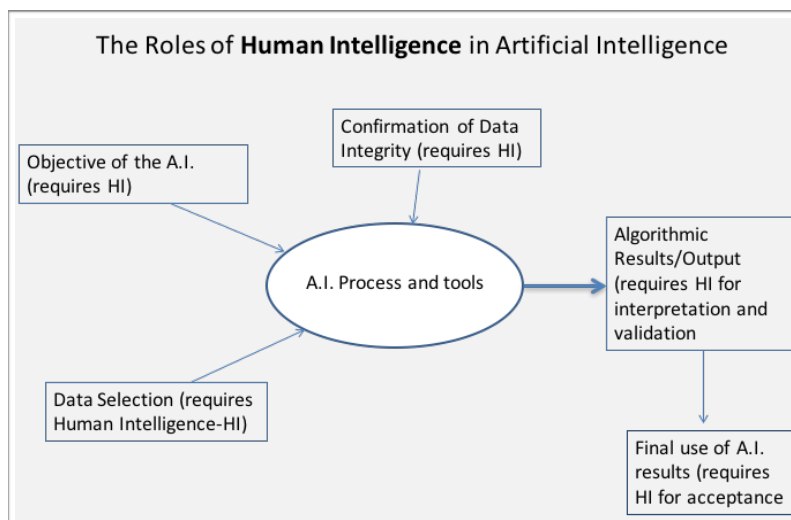 The Roles of Human Intelligence in Artificial Intelligence
Confirmation of Data
Integrity (requires HI)
Objective of the A.I.
(requires HI)
Algorithmic
Results/Output
(requires HI for
interpretation and
validation
A.I. Process and tools
Data Selection (requires
Human Intelligence-HI)
Final use of A.I.
results (requires
HI for acceptance